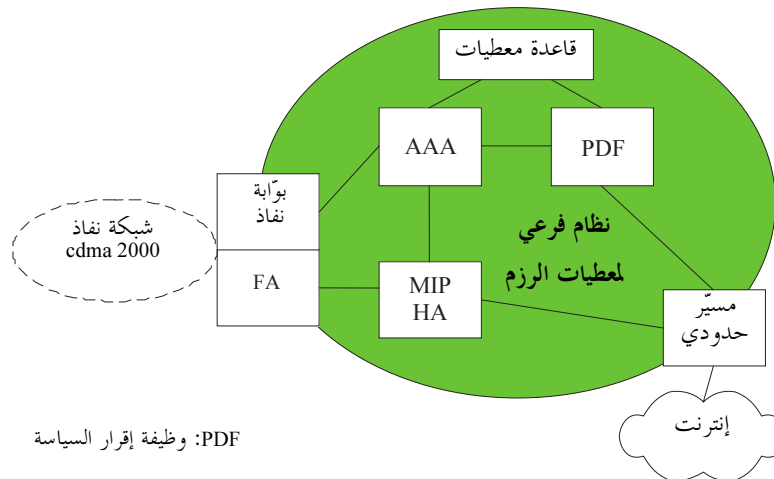 قاعدة معطيات
AAA
PDF
بوّابة
نفاذ
شبكة نفاذ
cdma 2000
نظام فرعي
لمعطيات الرزم
FA
MIP
HA
مسيّر
حدودي
إنترنت
PDF: وظيفة إقرار السياسة